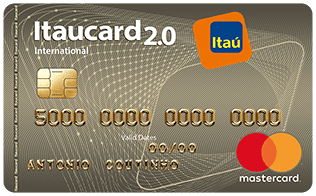 Itaucard 2.0
International
Itaú
5000 0000 0000 0000
Valid Dates
00/00
ANTONIO COUTINHO
mastercard.